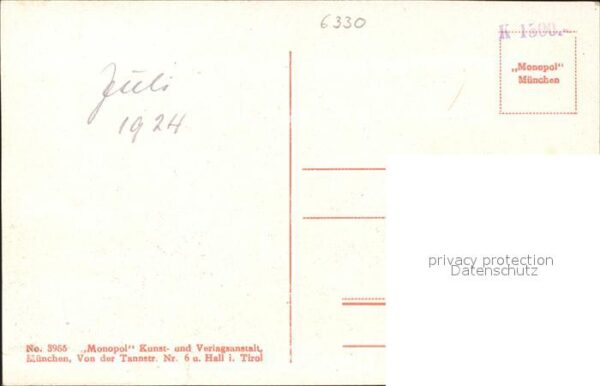 6330
K 1500.-
„Monopol"
München
Juli
1924
privacy protection
Datenschutz
No. 3955 „Monopol" Kunst- und Verlagsanstalt,
München, Von der Tannstr. Nr. 6 u. Hall i. Tirol